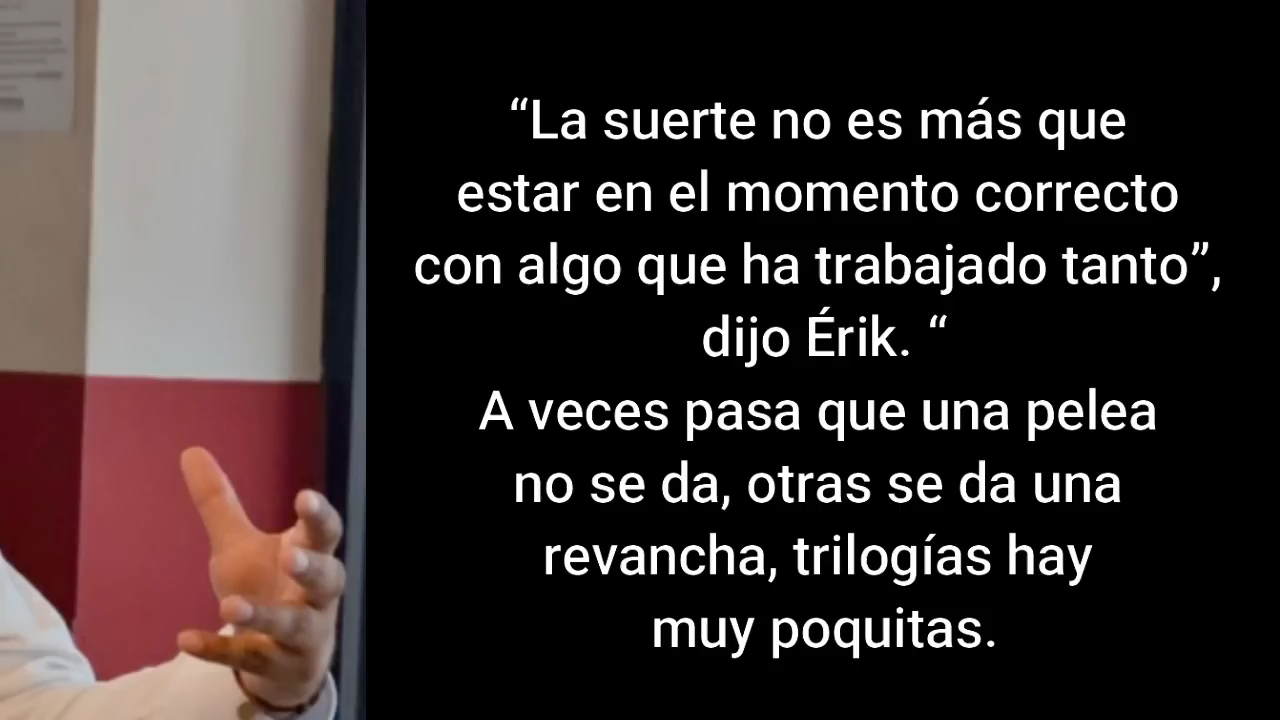 “La suerte no es más que
estar en el momento correcto
con algo que ha trabajado tanto”,
dijo Érik. “
A veces pasa que una pelea
no se da, otras se da una
revancha, trilogías hay
muy poquitas.